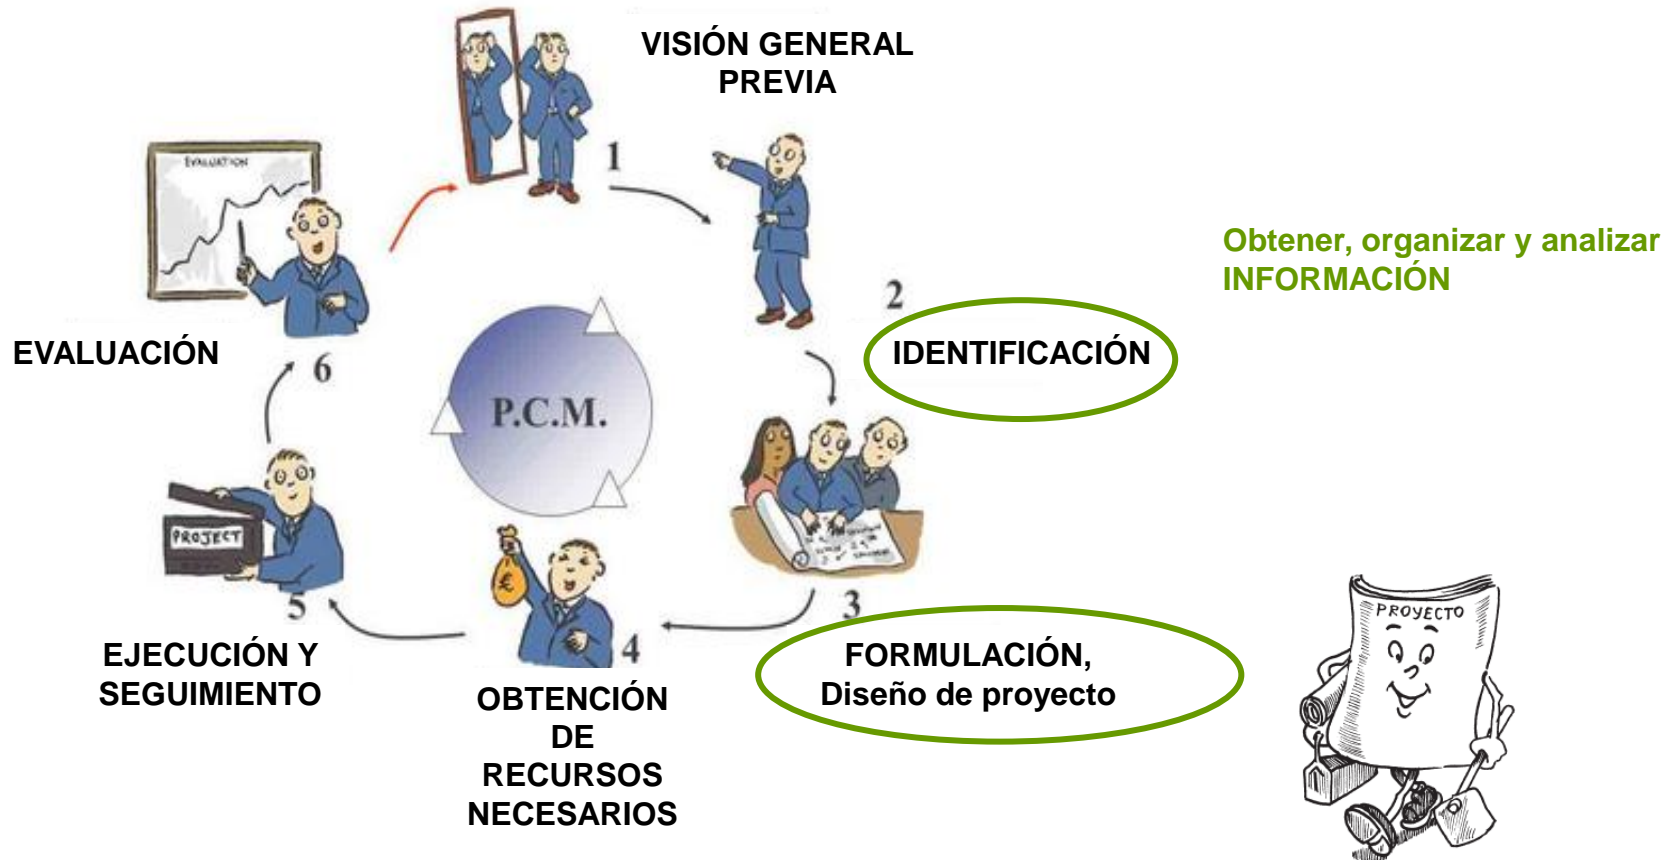 VISIÓN GENERAL
PREVIA
1
EVALUATION
2
Obtener, organizar y analizar
INFORMACIÓN
IDENTIFICACIÓN
EVALUACIÓN
6
P.C.M.
PROJECT
€
5
4
3
EJECUCIÓN Y
SEGUIMIENTO
OBTENCIÓN
DE
RECURSOS
NECESARIOS
FORMULACIÓN,
Diseño de proyecto
PROYECTO